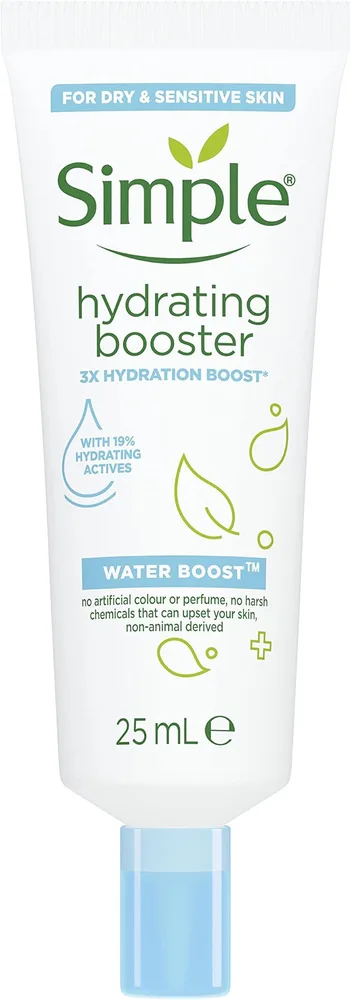 FOR DRY & SENSITIVE SKIN
Simple®
hydrating
booster
3X HYDRATION BOOST*
WITH 19%
HYDRATING
ACTIVES
WATER BOOST™
no artificial colour or perfume, no harsh
chemicals that can upset your skin,
non-animal derived
25 mL ℮